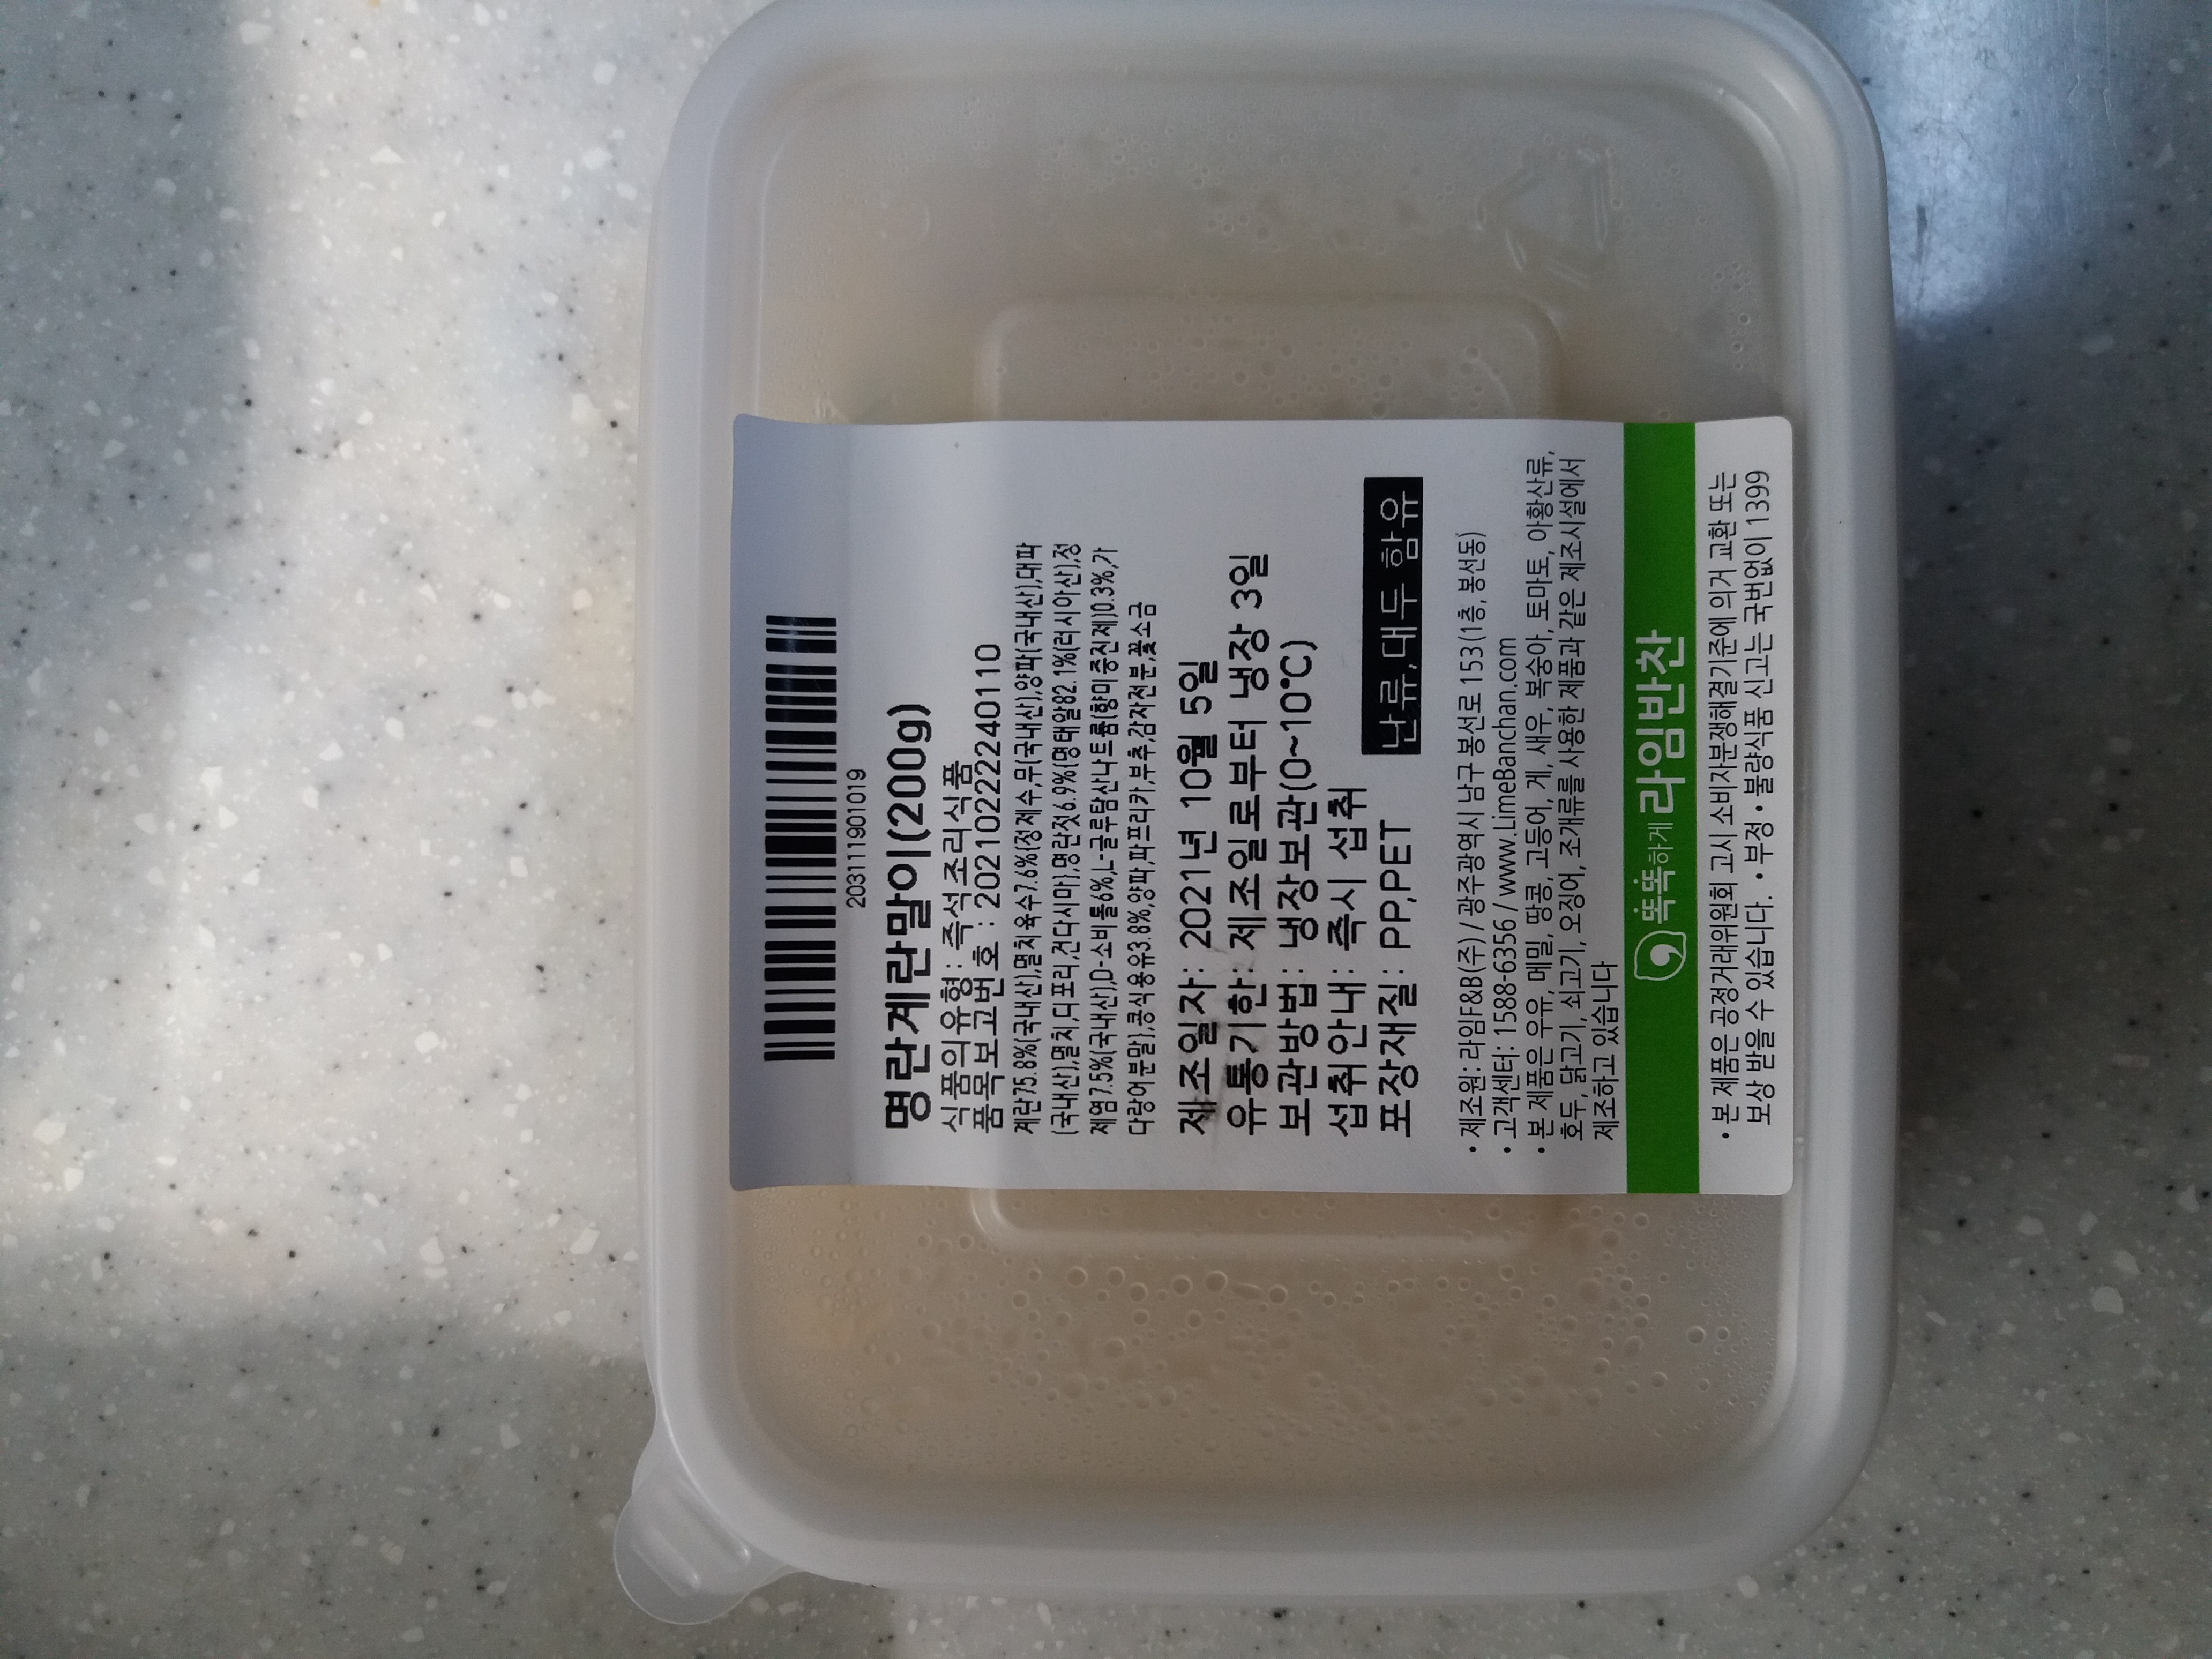 2031111901019
명란계란말이(200g)
식품의유형: 즉석조리식품
품목보고번호 : 2021022222240110
계란75.8%(국내산),멸치육수7.6%{정제수,무(국내산),양파(국내산),대파
(국내산),멸치,디포리,건다시마},명란젓6.9%{명태알82.1%(러시아산),정
제염7.5%(국내산),D-소비톨6%,L-글루탐산나트륨(향미증진제)0.3%,가
다랑어분말},콩식용유3.8%,양파,파프리카,부추,감자전분,꽃소금
제조일자: 2021년 10월 5일
유통기한: 제조일로부터 냉장 3일
보관방법 : 냉장보관(0~10°C)
섭취안내: 즉시 섭취
포장재질: PP,PET
난류,대두 함유
• 제조원: 라임F&B(주) / 광주광역시 남구 봉선로 153(1층, 봉선동)
• 고객센터: 1588-6356 / www.LimeBanchan.com
• 본 제품은 우유, 메밀, 땅콩, 고등어, 게, 새우, 복숭아, 토마토, 아황산류,
호두, 닭고기, 쇠고기, 오징어, 조개류를 사용한 제품과 같은 제조시설에서
제조하고 있습니다
똑똑하게 라임반찬
• 본 제품은 공정거래위원회 고시 소비자분쟁해결기준에 의거 교환 또는
보상 받을 수 있습니다. • 부정 • 불량식품 신고는 국번없이 1399